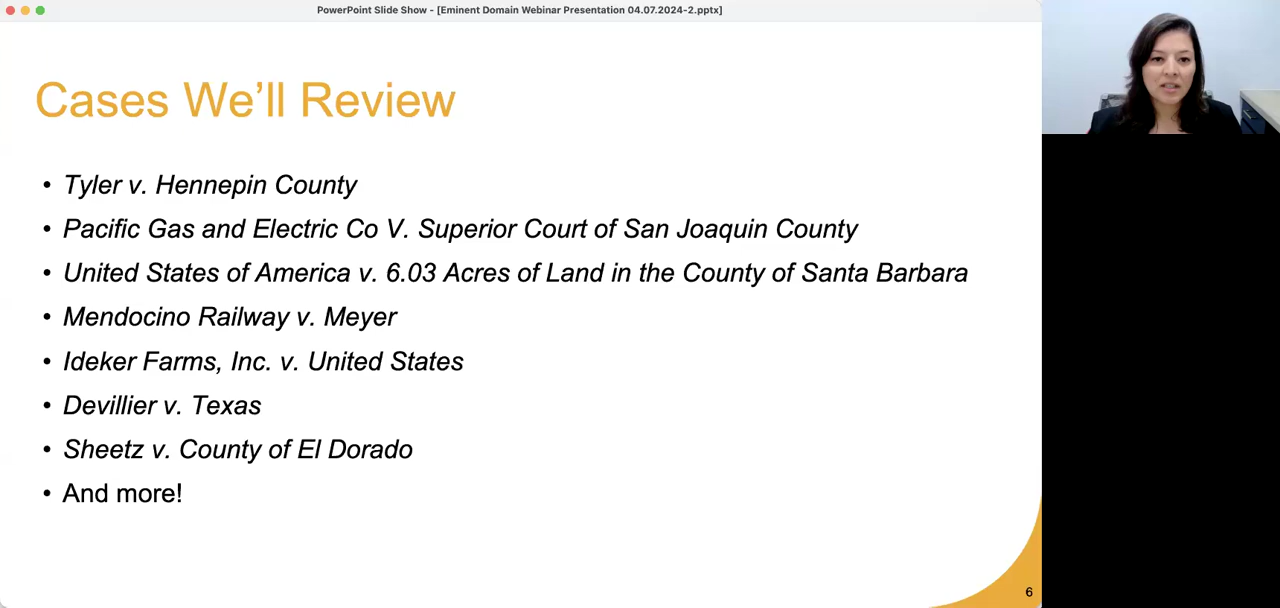 PowerPoint Slide Show - [Eminent Domain Webinar Presentation 04.07.2024-2.pptx]
Cases We'll Review
• Tyler v. Hennepin County
• Pacific Gas and Electric Co V. Superior Court of San Joaquin County
• United States of America v. 6.03 Acres of Land in the County of Santa Barbara
• Mendocino Railway v. Meyer
• Ideker Farms, Inc. v. United States
• Devillier v. Texas
• Sheetz v. County of El Dorado
• And more!
6